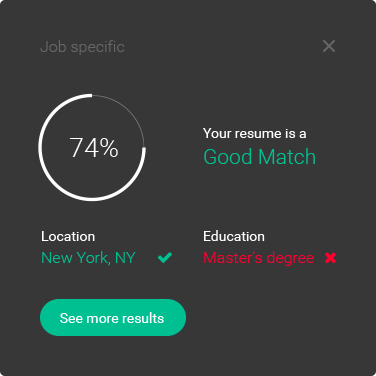 Job specific
74%
Your resume is a
Good Match
Location
New York, NY
Education
Master's degree
See more results